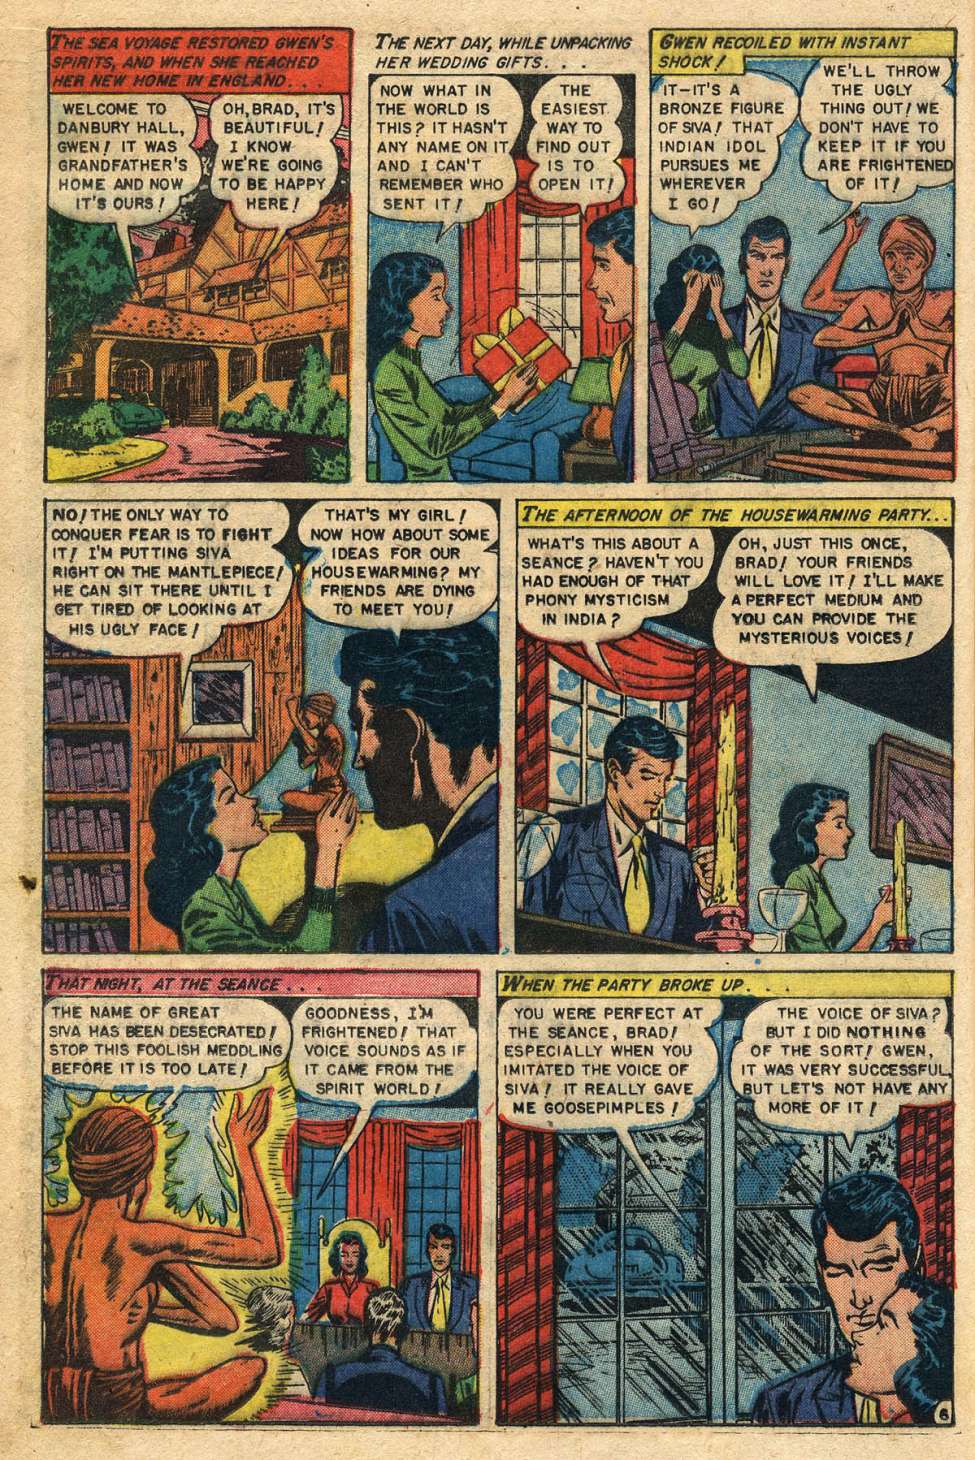 THE SEA VOYAGE RESTORED GWEN'S
SPIRITS, AND WHEN SHE REACHED
HER NEW HOME IN ENGLAND...
WELCOME TO
DANBURY HALL,
GWEN! IT WAS
GRANDFATHER'S
HOME AND NOW
IT'S OURS!
OH, BRAD, IT'S
BEAUTIFUL!
I KNOW
WE'RE GOING
TO BE HAPPY
HERE!
THE NEXT DAY, WHILE UNPACKING
HER WEDDING GIFTS. . .
NOW WHAT IN
THE WORLD IS
THIS? IT HASN'T
ANY NAME ON IT
AND I CAN'T
REMEMBER WHO
SENT IT!
THE
EASIEST
WAY TO
FIND OUT
IS TO
OPEN IT!
GWEN RECOILED WITH INSTANT
SHOCK!
IT-IT'S A
BRONZE FIGURE
OF SIVA! THAT
INDIAN IDOL
PURSUES ME
WHEREVER
I GO!
WE'LL THROW
THE UGLY
THING OUT! WE
DON'T HAVE TO
KEEP IT IF YOU
ARE FRIGHTENED
OF IT!
NO! THE ONLY WAY TO
CONQUER FEAR IS TO FIGHT
IT! I'M PUTTING SIVA
RIGHT ON THE MANTLEPIECE!
HE CAN SIT THERE UNTIL I
GET TIRED OF LOOKING AT
HIS UGLY FACE!
THAT'S MY GIRL!
NOW HOW ABOUT SOME
IDEAS FOR OUR
HOUSEWARMING? MY
FRIENDS ARE DYING
TO MEET YOU!
THE AFTERNOON OF THE HOUSEWARMING PARTY...
WHAT'S THIS ABOUT A
SEANCE? HAVEN'T YOU
HAD ENOUGH OF THAT
PHONY MYSTICISM
IN INDIA?
OH, JUST THIS ONCE,
BRAD! YOUR FRIENDS
WILL LOVE IT! I'LL MAKE
A PERFECT MEDIUM AND
YOU CAN PROVIDE THE
MYSTERIOUS VOICES!
THAT NIGHT, AT THE SEANCE . . .
THE NAME OF GREAT
SIVA HAS BEEN DESECRATED!
STOP THIS FOOLISH MEDDLING
BEFORE IT IS TOO LATE!
GOODNESS, I'M
FRIGHTENED! THAT
VOICE SOUNDS AS IF
IT CAME FROM THE
SPIRIT WORLD!
WHEN THE PARTY BROKE UP. . . .
YOU WERE PERFECT AT
THE SEANCE, BRAD!
ESPECIALLY WHEN YOU
IMITATED THE VOICE OF
SIVA! IT REALLY GAVE
ME GOOSEPIMPLES!
THE VOICE OF SIVA?
BUT I DID NOTHING
OF THE SORT! GWEN,
IT WAS VERY SUCCESSFUL,
BUT LET'S NOT HAVE ANY
MORE OF IT!
6